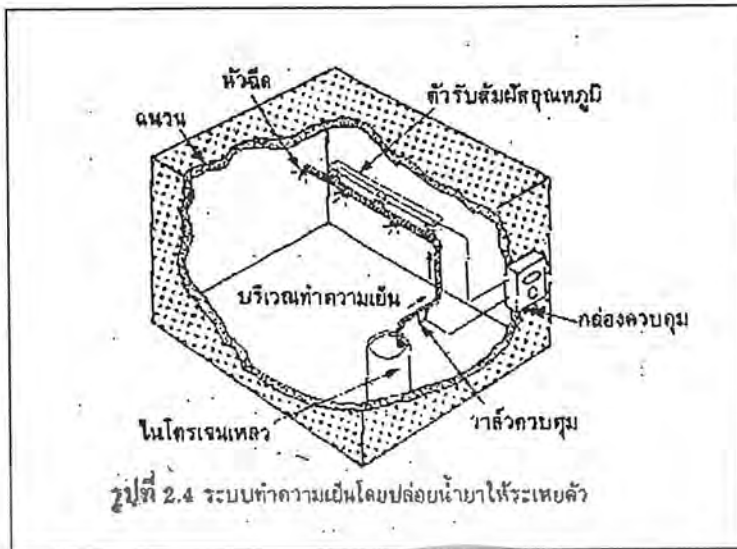 หัวฉีด
ตัวรับสัมผัสอุณหภูมิ
ฉนวน
บริเวณทำความเย็น
กล่องควบคุม
ไนโตรเจนเหลว
วาล์วควบคุม
รูปที่ 2.4 ระบบทำความเย็นโดยปล่อยน้ำยาให้ระเหยตัว